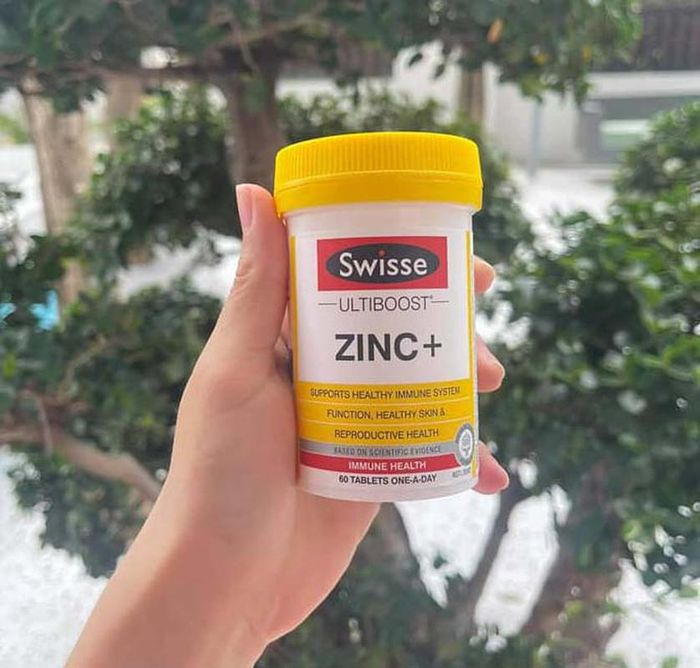 Swisse
ULTIBOOST®
ZINC+
SUPPORTS HEALTHY IMMUNE SYSTEM
FUNCTION, HEALTHY SKIN &
REPRODUCTIVE HEALTH
BASED ON SCIENTIFIC EVIDENCE
IMMUNE HEALTH
60 TABLETS ONE-A-DAY